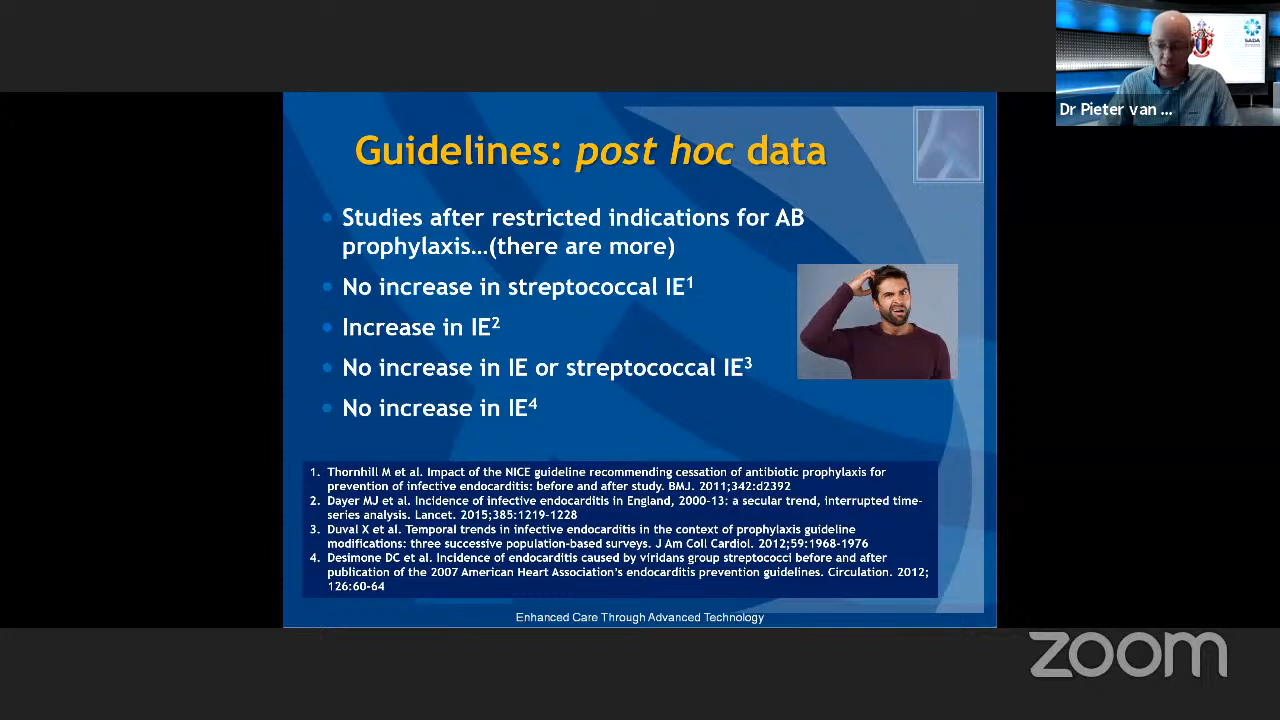 SADA
Dr Pieter van ...
Guidelines: post hoc data
Studies after restricted indications for AB
prophylaxis…(there are more)
No increase in streptococcal IE1
Increase in IE2
No increase in IE or streptococcal IE3
No increase in IE4
1. Thornhill M et al. Impact of the NICE guideline recommending cessation of antibiotic prophylaxis for
prevention of infective endocarditis: before and after study. BMJ. 2011;342:d2392
2. Dayer MJ et al. Incidence of infective endocarditis in England, 2000-13: a secular trend, interrupted time-
series analysis. Lancet. 2015;385:1219-1228
3. Duval X et al. Temporal trends in infective endocarditis in the context of prophylaxis guideline
modifications: three successive population-based surveys. J Am Coll Cardiol. 2012;59:1968-1976
4. Desimone DC et al. Incidence of endocarditis caused by viridans group streptococci before and after
publication of the 2007 American Heart Association's endocarditis prevention guidelines. Circulation. 2012;
126:60-64
Enhanced Care Through Advanced Technology
zoom